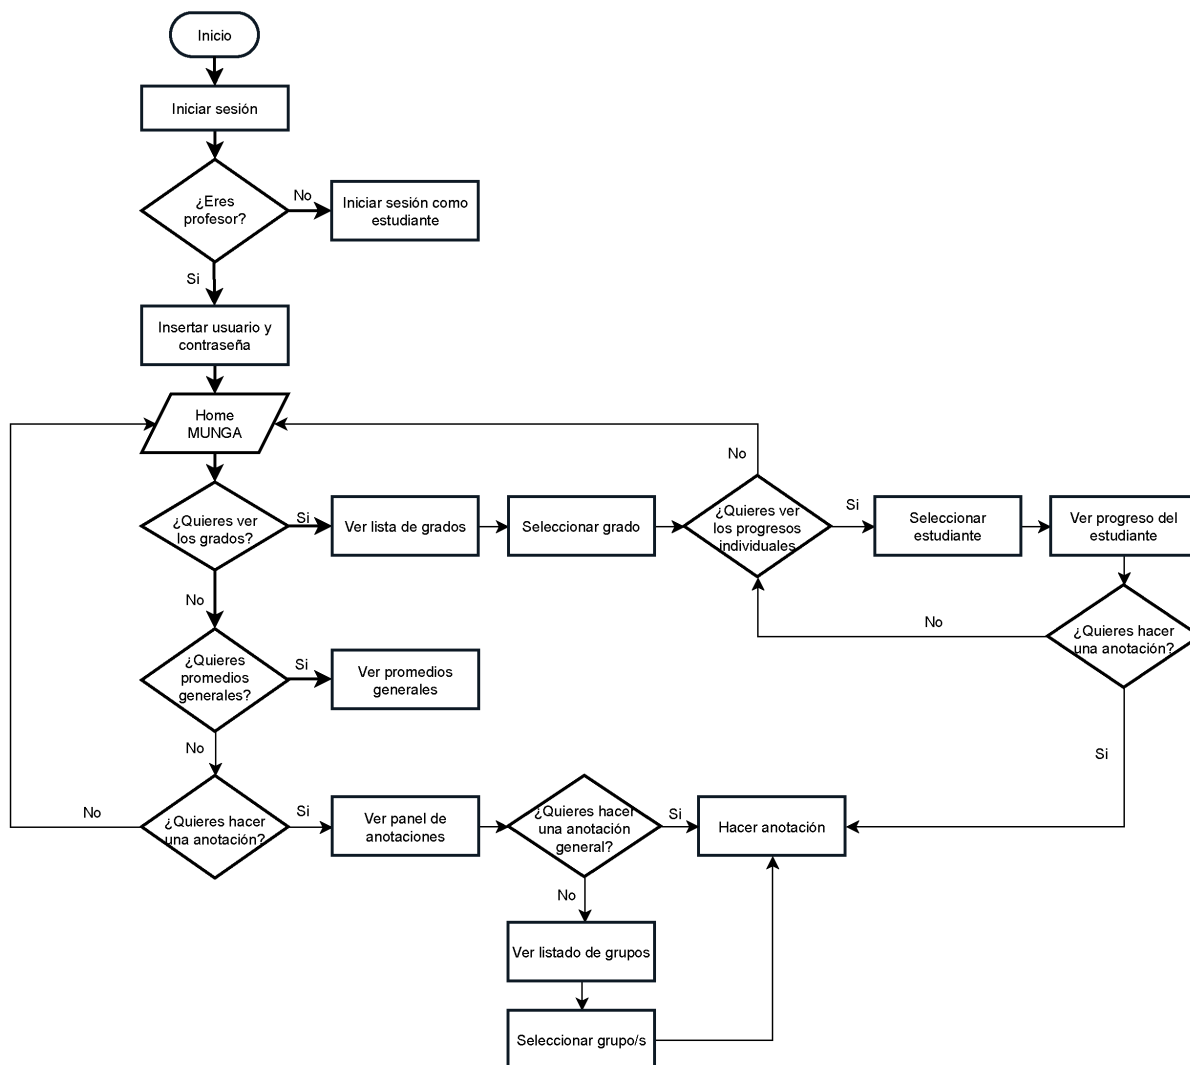 Inicio
Iniciar sesión
¿Eres
profesor?
No
Iniciar sesión como
estudiante
Si
Insertar usuario y
contraseña
Home
MUNGA
¿Quieres ver
los grados?
Si
Ver lista de grados
Seleccionar grado
¿Quieres ver
los progresos
individuales
No
Si
Seleccionar
estudiante
Ver progreso del
estudiante
¿Quieres hacer
una anotación?
No
Si
No
¿Quieres
promedios
generales?
Si
Ver promedios
generales
No
¿Quieres hacer
una anotación?
No
Si
Ver panel de
anotaciones
¿Quieres hacer
una anotación
general?
Si
Hacer anotación
No
Ver listado de grupos
Seleccionar grupo/s